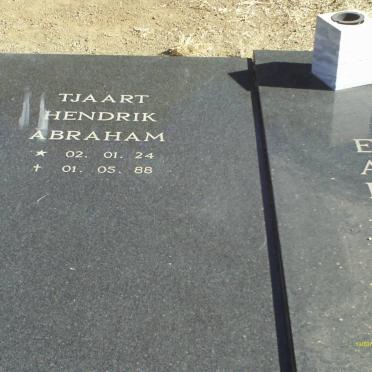 TJAART
HENDRIK
ABRAHAM
* 02. 01. 24
† 01. 05. 88